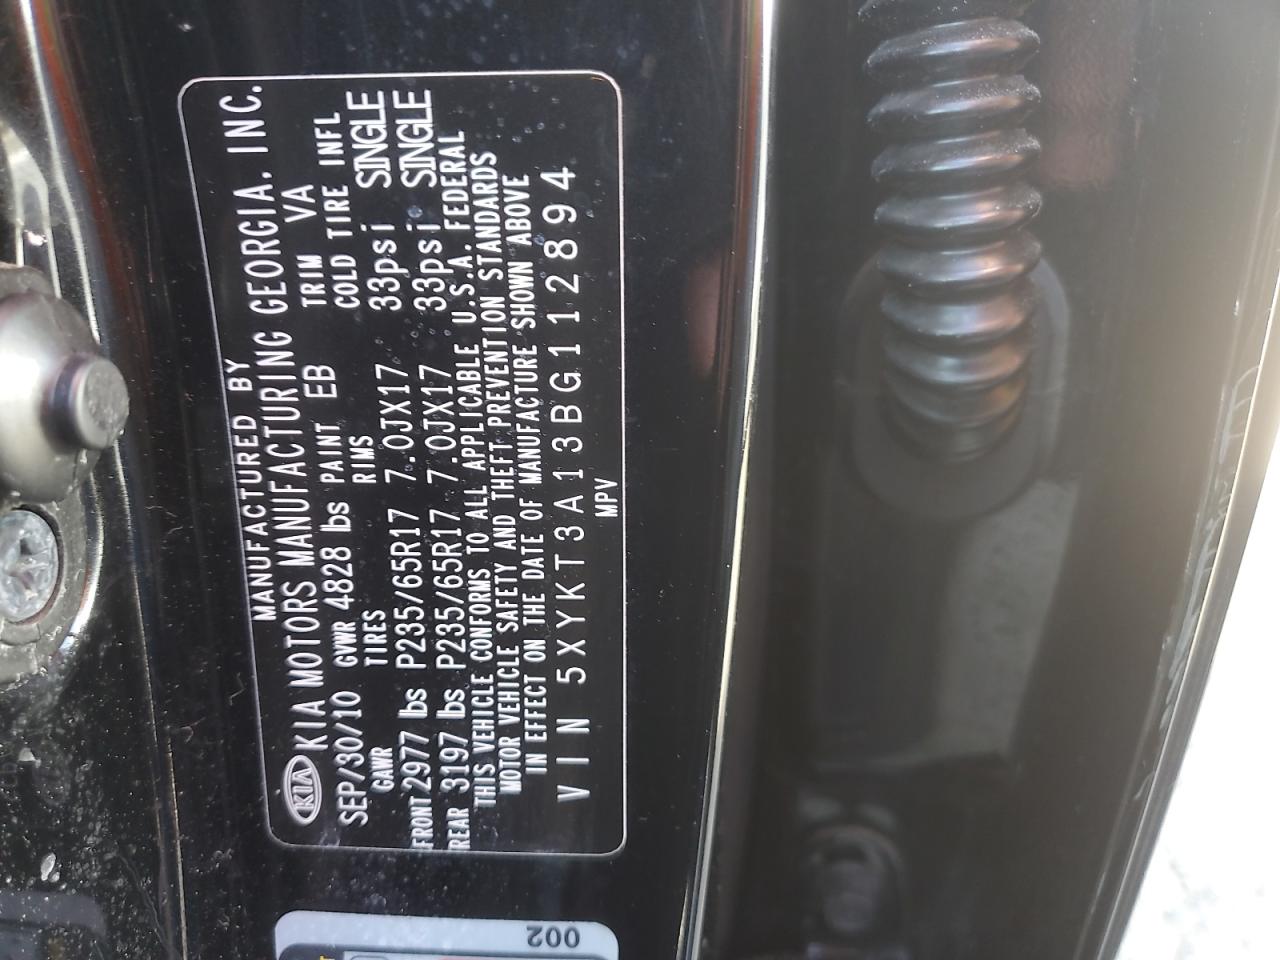 MANUFACTURED BY
KIA KIA MOTORS MANUFACTURING GEORGIA. INC.
SEP/30/10 GVWR 4828 lbs PAINT EB TRIM VA
GAWR TIRES RIMS COLD TIRE INFL
FRONT 2977 lbs P235/65R17 7.0JX17 33psi SINGLE
REAR 3197 lbs P235/65R17 7.0JX17 33psi SINGLE
THIS VEHICLE CONFORMS TO ALL APPLICABLE U.S.A. FEDERAL
MOTOR VEHICLE SAFETY AND THEFT PREVENTION STANDARDS
IN EFFECT ON THE DATE OF MANUFACTURE SHOWN ABOVE
VIN 5XYKT3A13BG112894
MPV
002